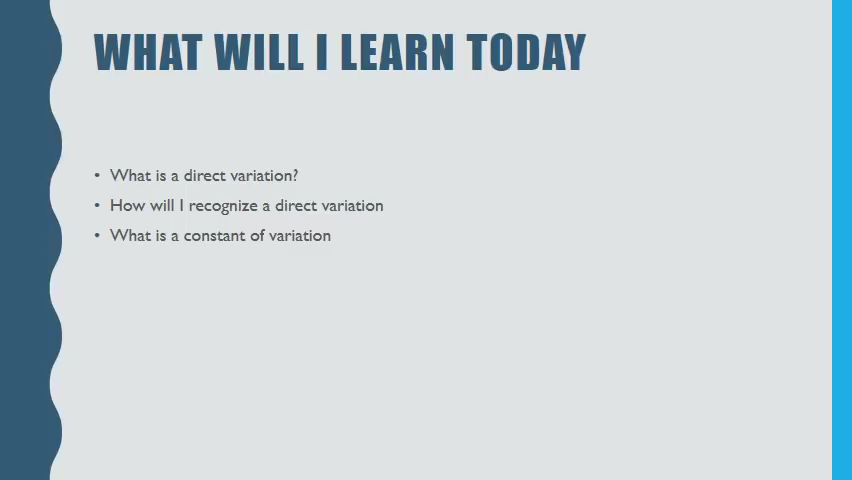 WHAT WILL I LEARN TODAY
• What is a direct variation?
• How will I recognize a direct variation
• What is a constant of variation